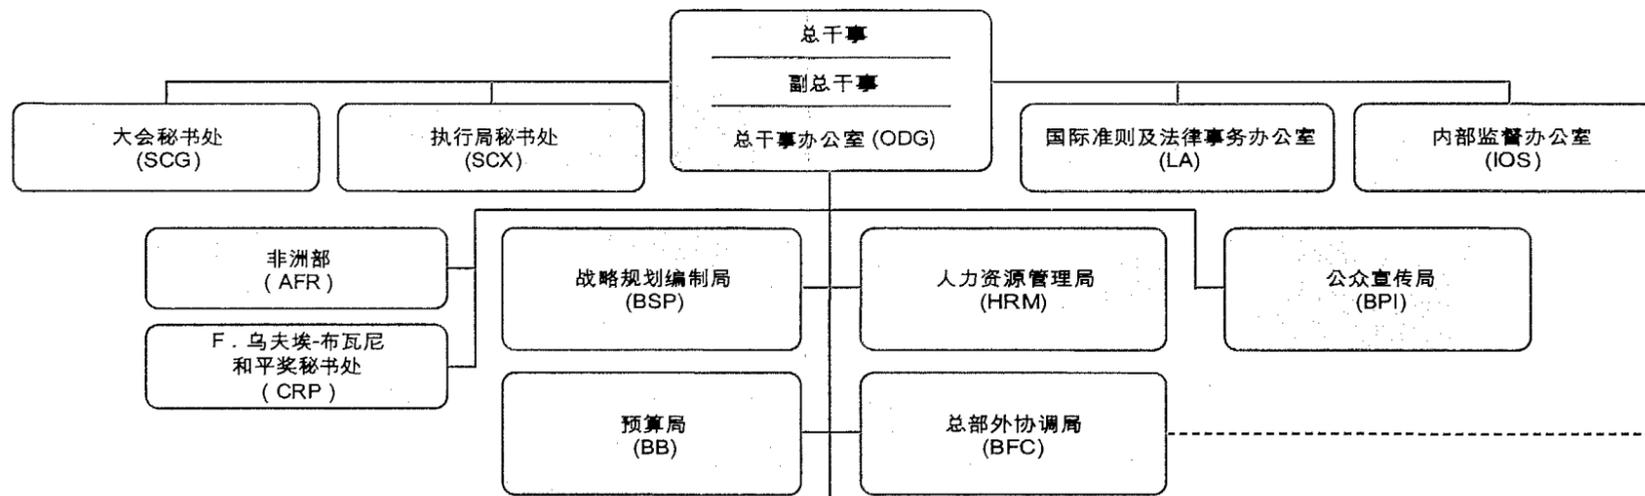 总干事
副总干事
总干事办公室 (ODG)
大会秘书处
(SCG)
执行局秘书处
(SCX)
国际准则及法律事务办公室
(LA)
内部监督办公室
(IOS)
非洲部
( AFR )
战略规划编制局
(BSP)
人力资源管理局
(HRM)
公众宣传局
(BPI)
F . 乌夫埃-布瓦尼
和平奖秘书处
( CRP )
预算局
(BB)
总部外协调局
(BFC)